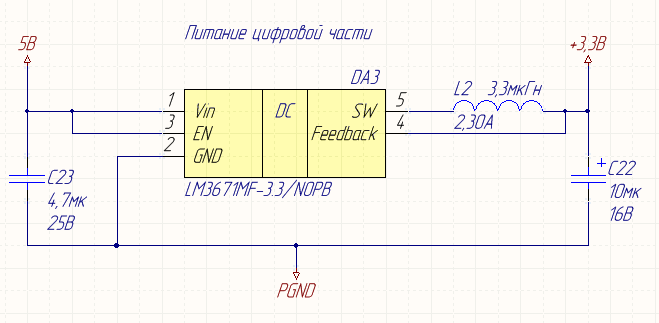 Питание цифровой части
5В
+3,3В
DA3
L2 3,3мкГн
1 Vin DC SW 5
3 EN Feedback 4
2,30А
2 GND
LM3671MF-3.3/NOPB
C23
4,7мк
25В
+ C22
10мк
16В
PGND